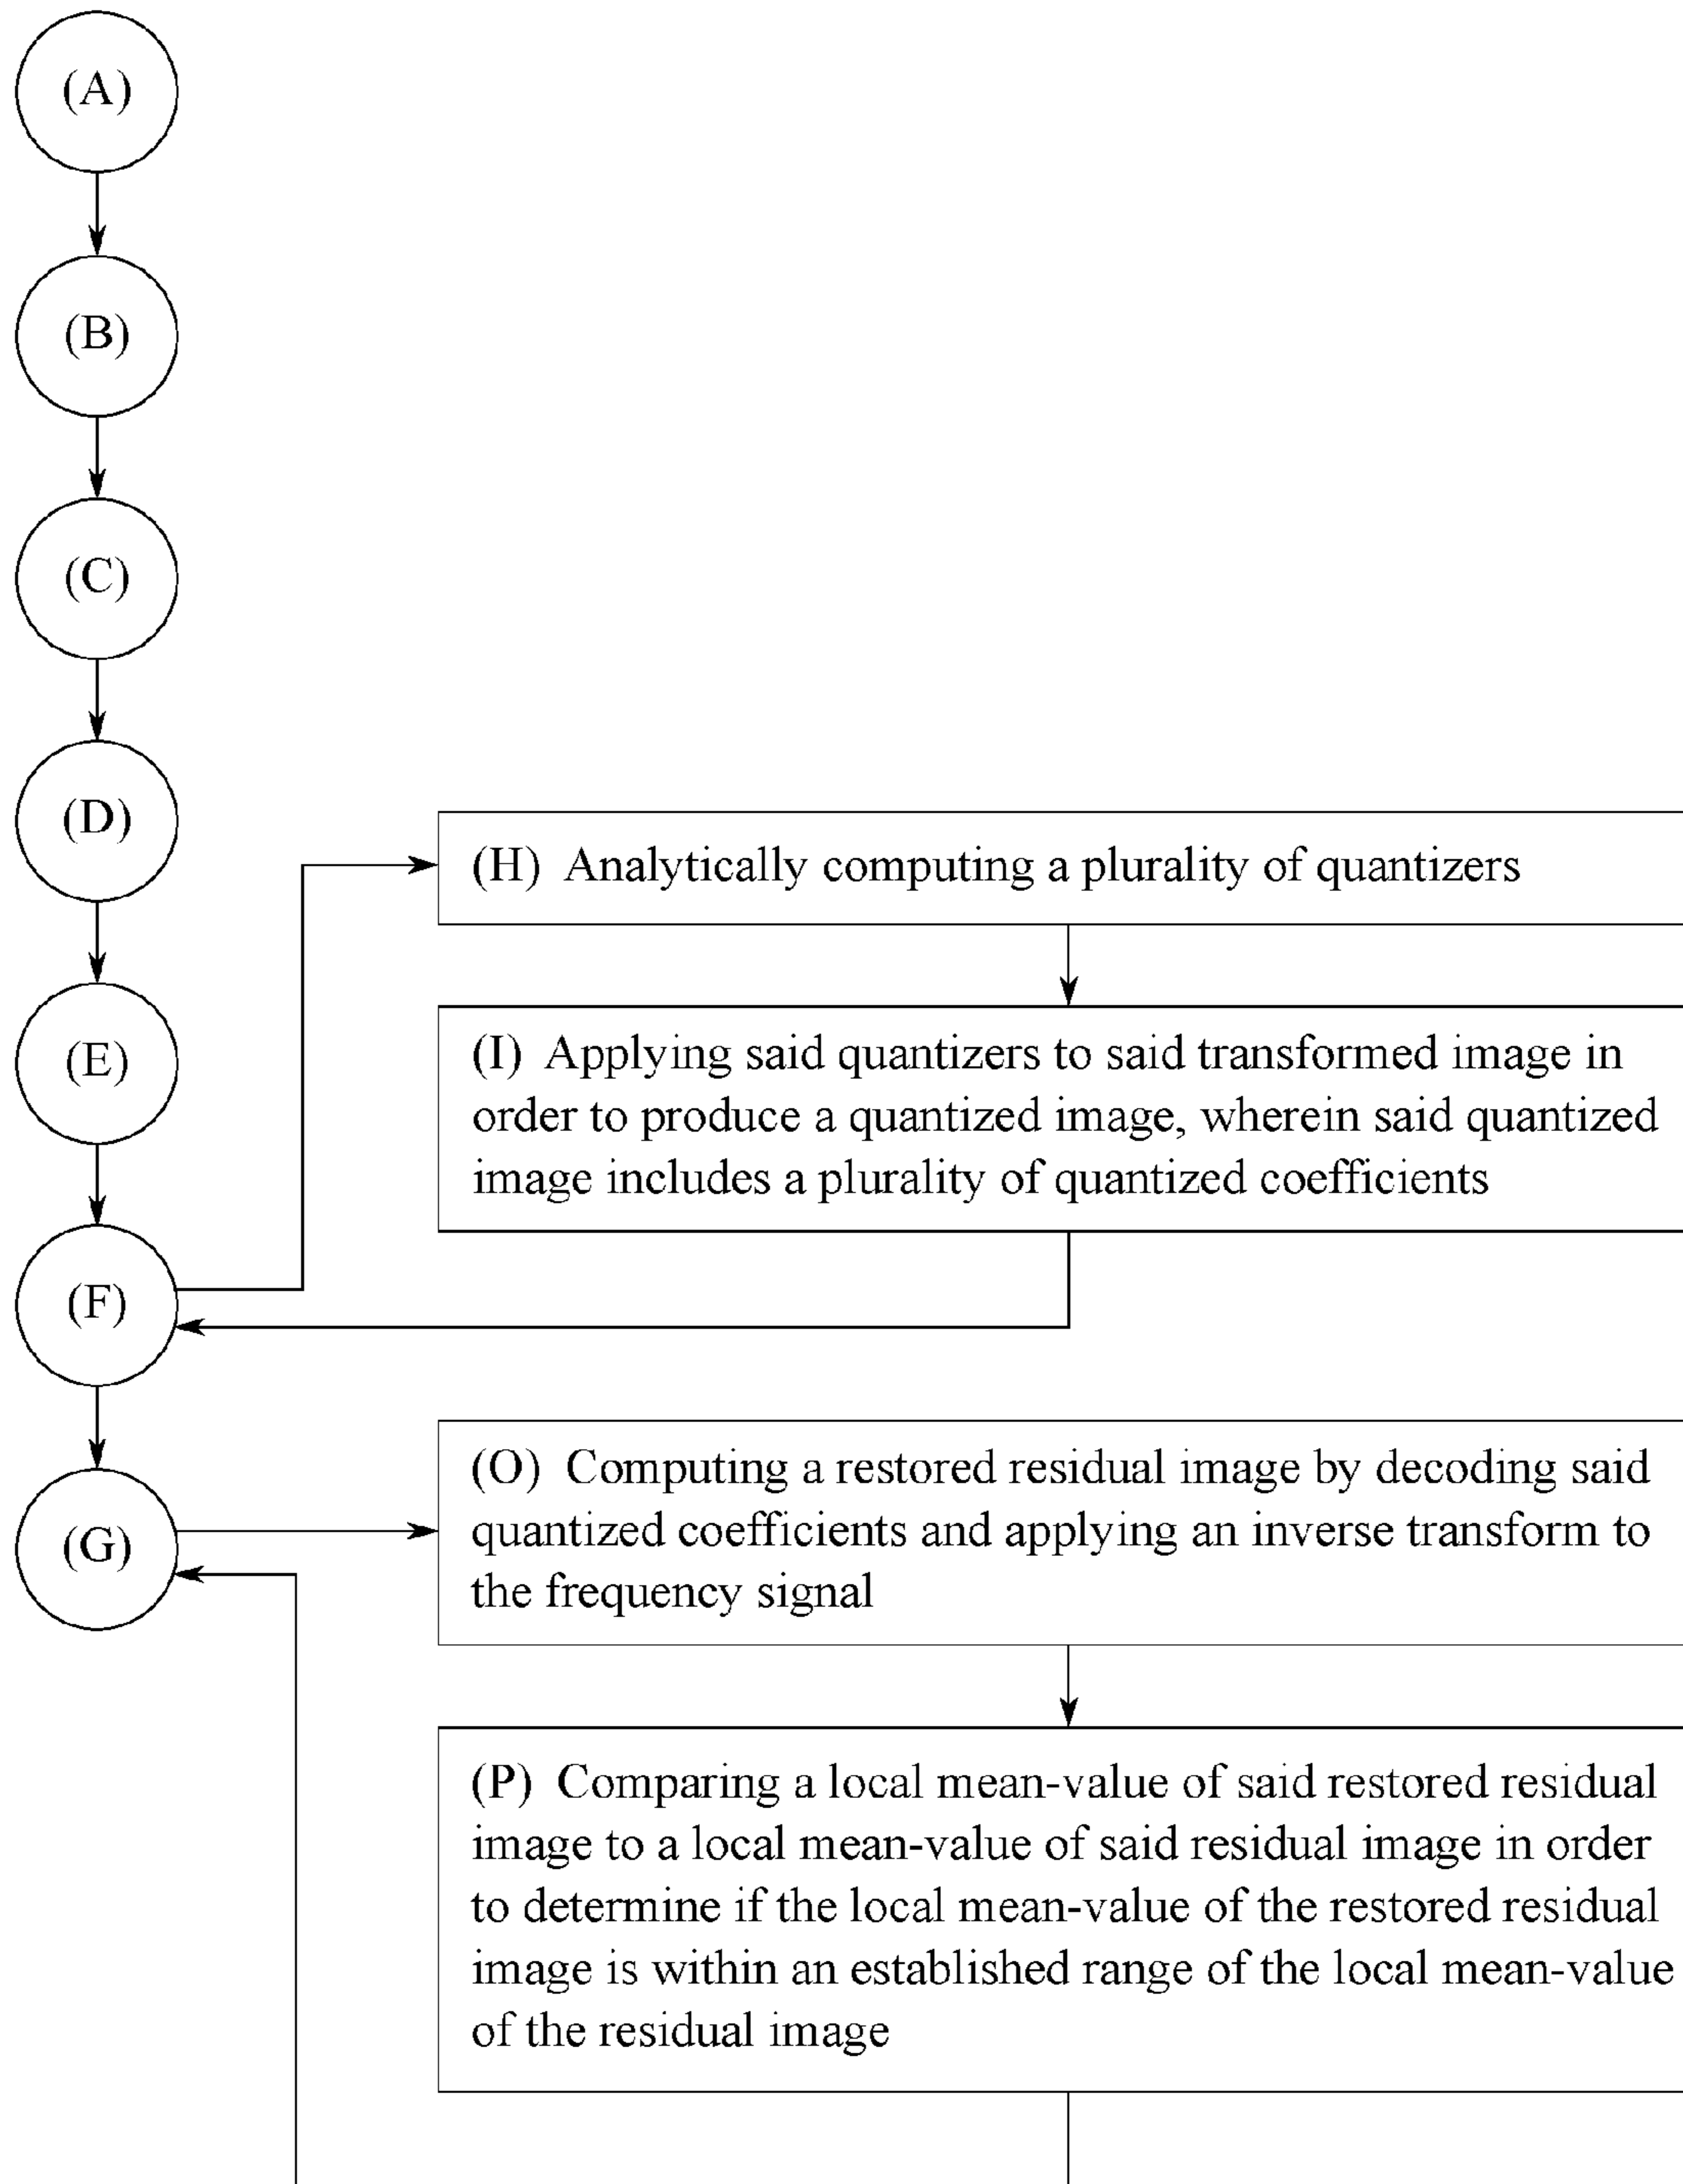 (A)
(B)
(C)
(D)
(H) Analytically computing a plurality of quantizers
(E)
(I) Applying said quantizers to said transformed image in
order to produce a quantized image, wherein said quantized
image includes a plurality of quantized coefficients
(F)
(G)
(O) Computing a restored residual image by decoding said
quantized coefficients and applying an inverse transform to
the frequency signal
(P) Comparing a local mean-value of said restored residual
image to a local mean-value of said residual image in order
to determine if the local mean-value of the restored residual
image is within an established range of the local mean-value
of the residual image